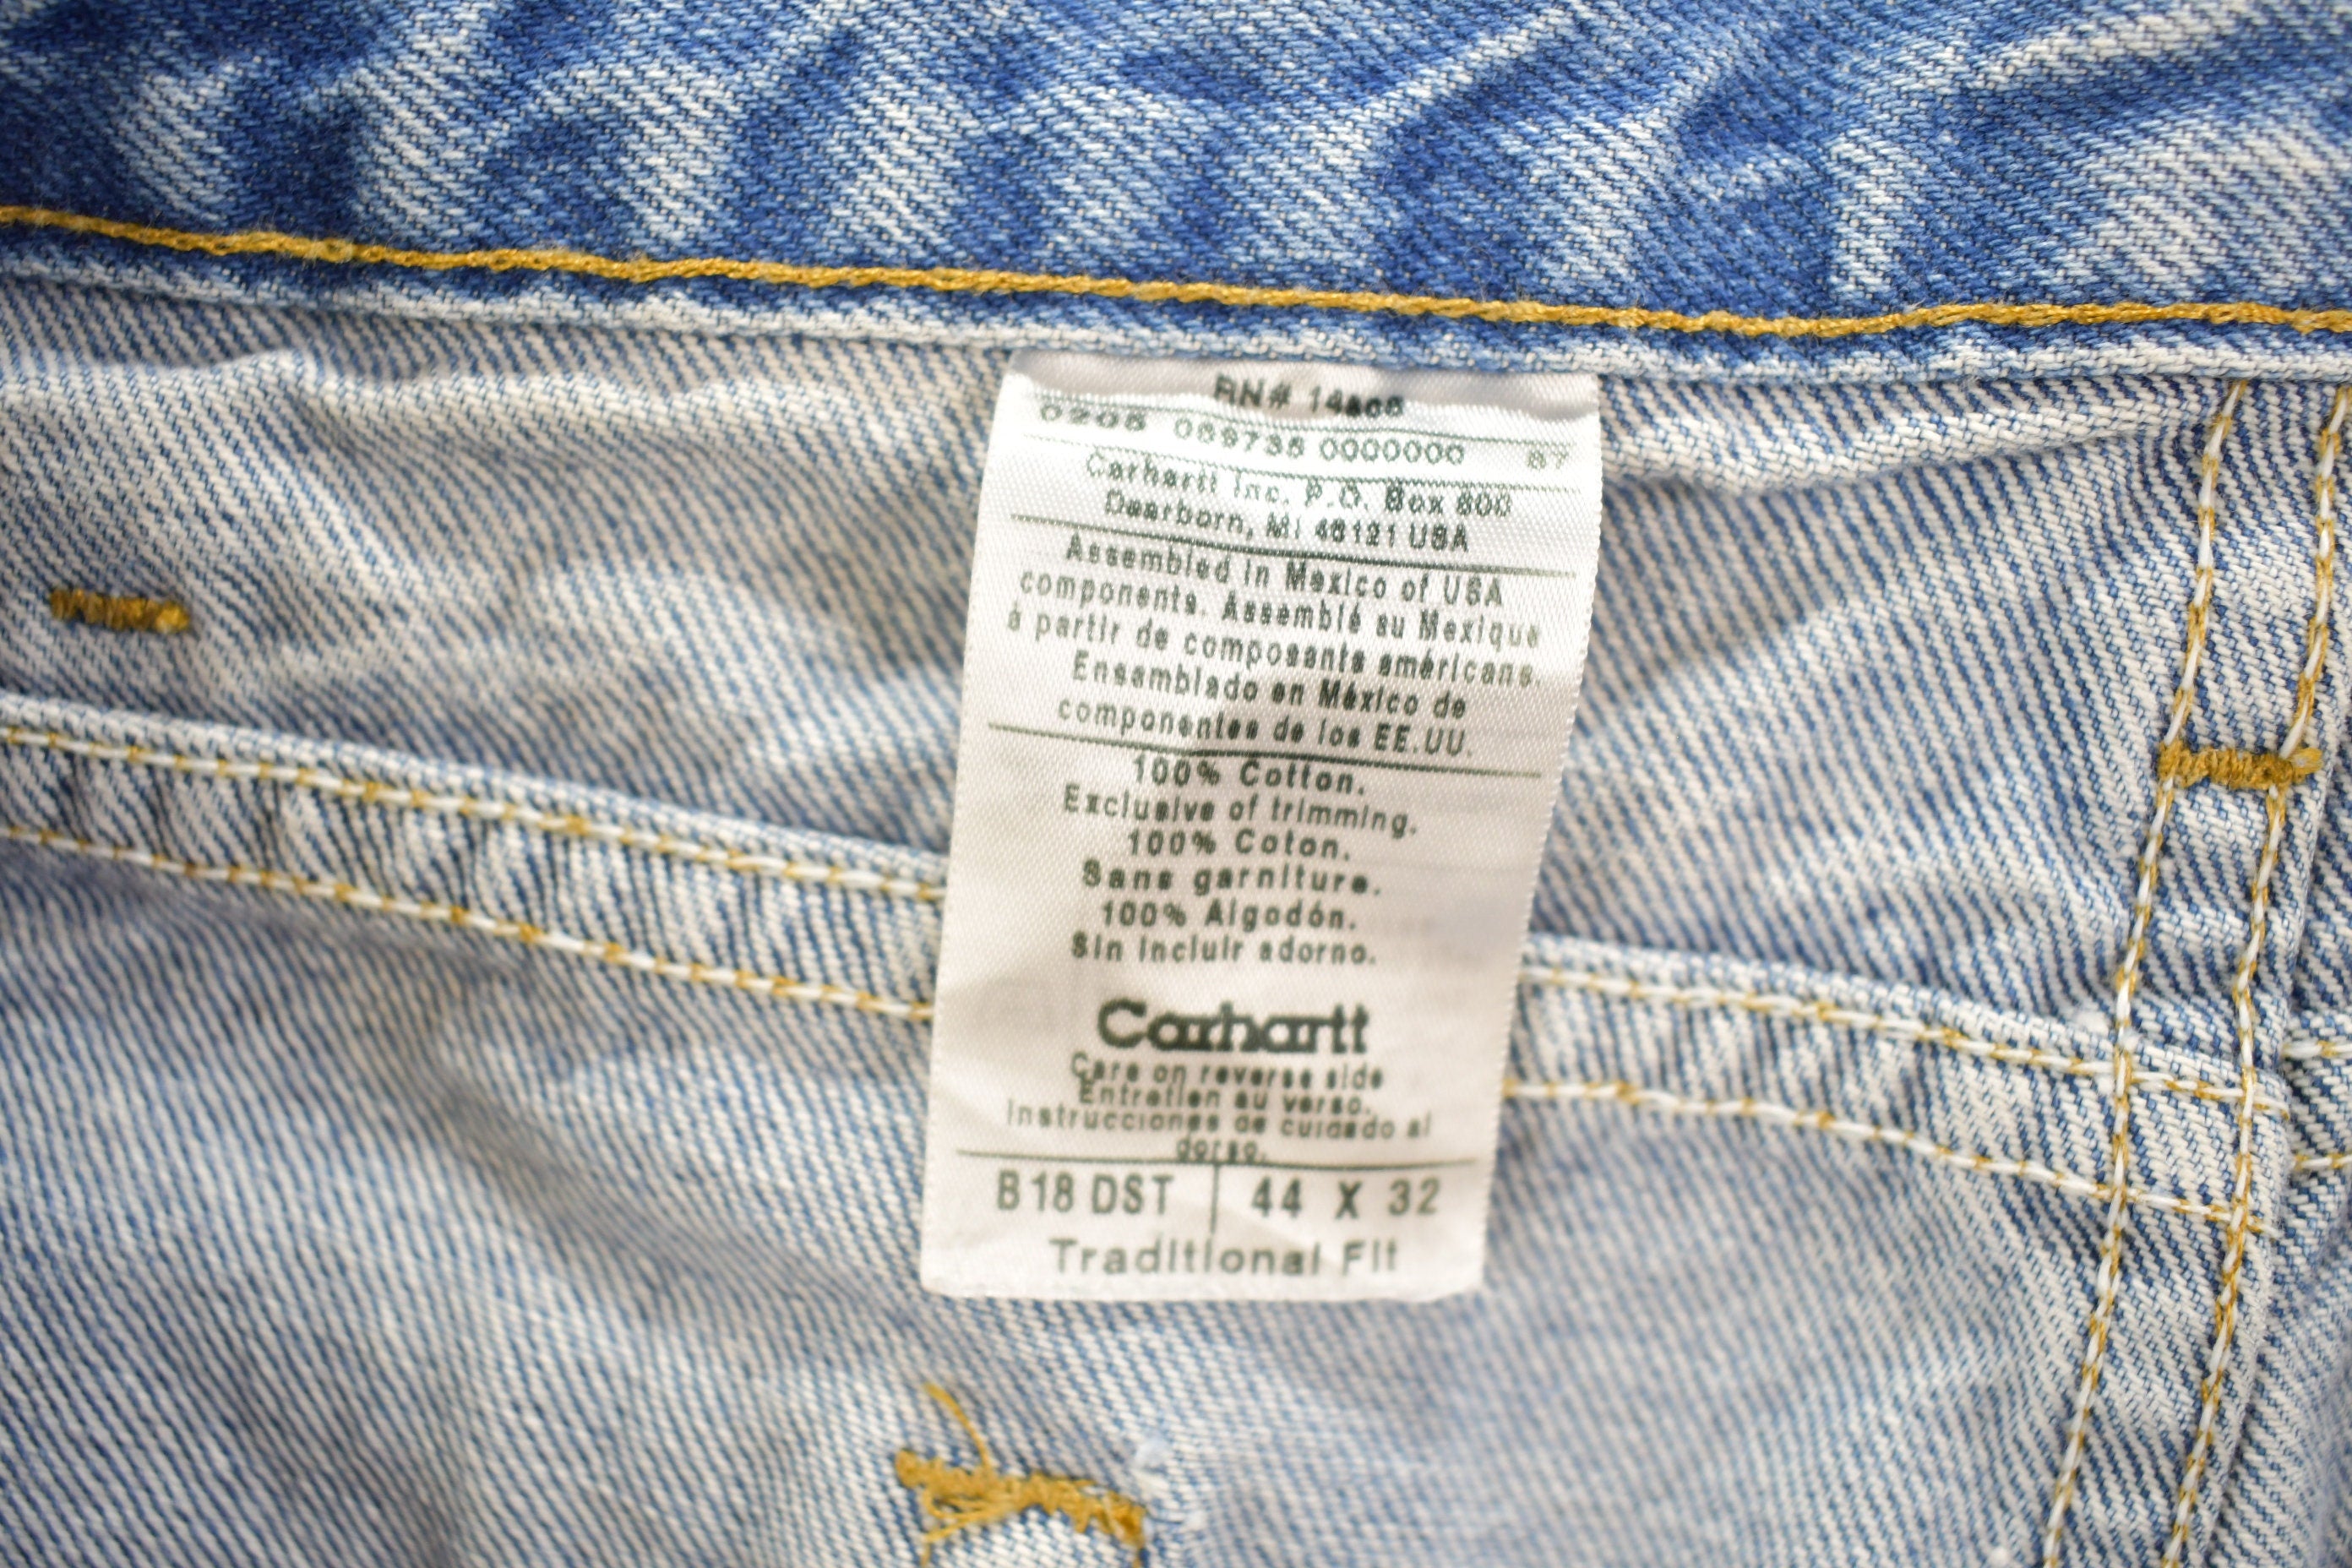 RN# 14806
0205 069735 0000000 87
Carhartt Inc. P.O. Box 600
Dearborn, MI 48121 USA
Assembled in Mexico of USA
components. Assemblé au Mexique
à partir de composants américans.
Ensamblado en México de
componentes de los EE.UU.
100% Cotton.
Exclusive of trimming.
100% Coton.
Sans garniture.
100% Algodón.
Sin incluir adorno.
Carhartt
Care on reverse side
Entretien au verso.
Instrucciones de cuidado al
dorso.
B18 DST 44 X 32
Traditional Fit